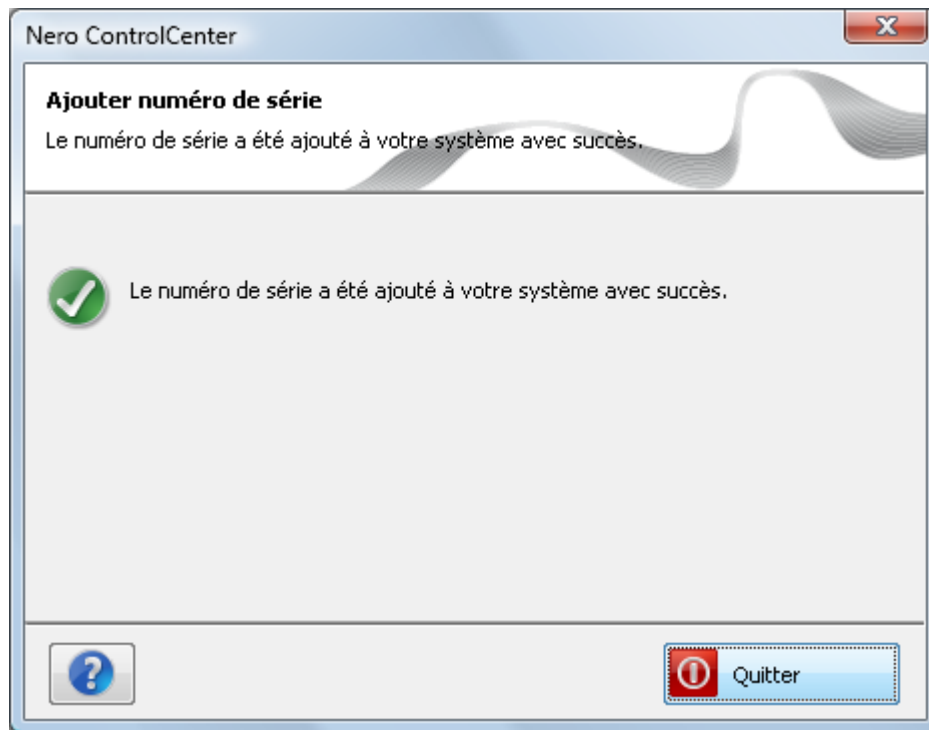 Nero ControlCenter
Ajouter numéro de série
Le numéro de série a été ajouté à votre système avec succès.
Le numéro de série a été ajouté à votre système avec succès.
?
Quitter